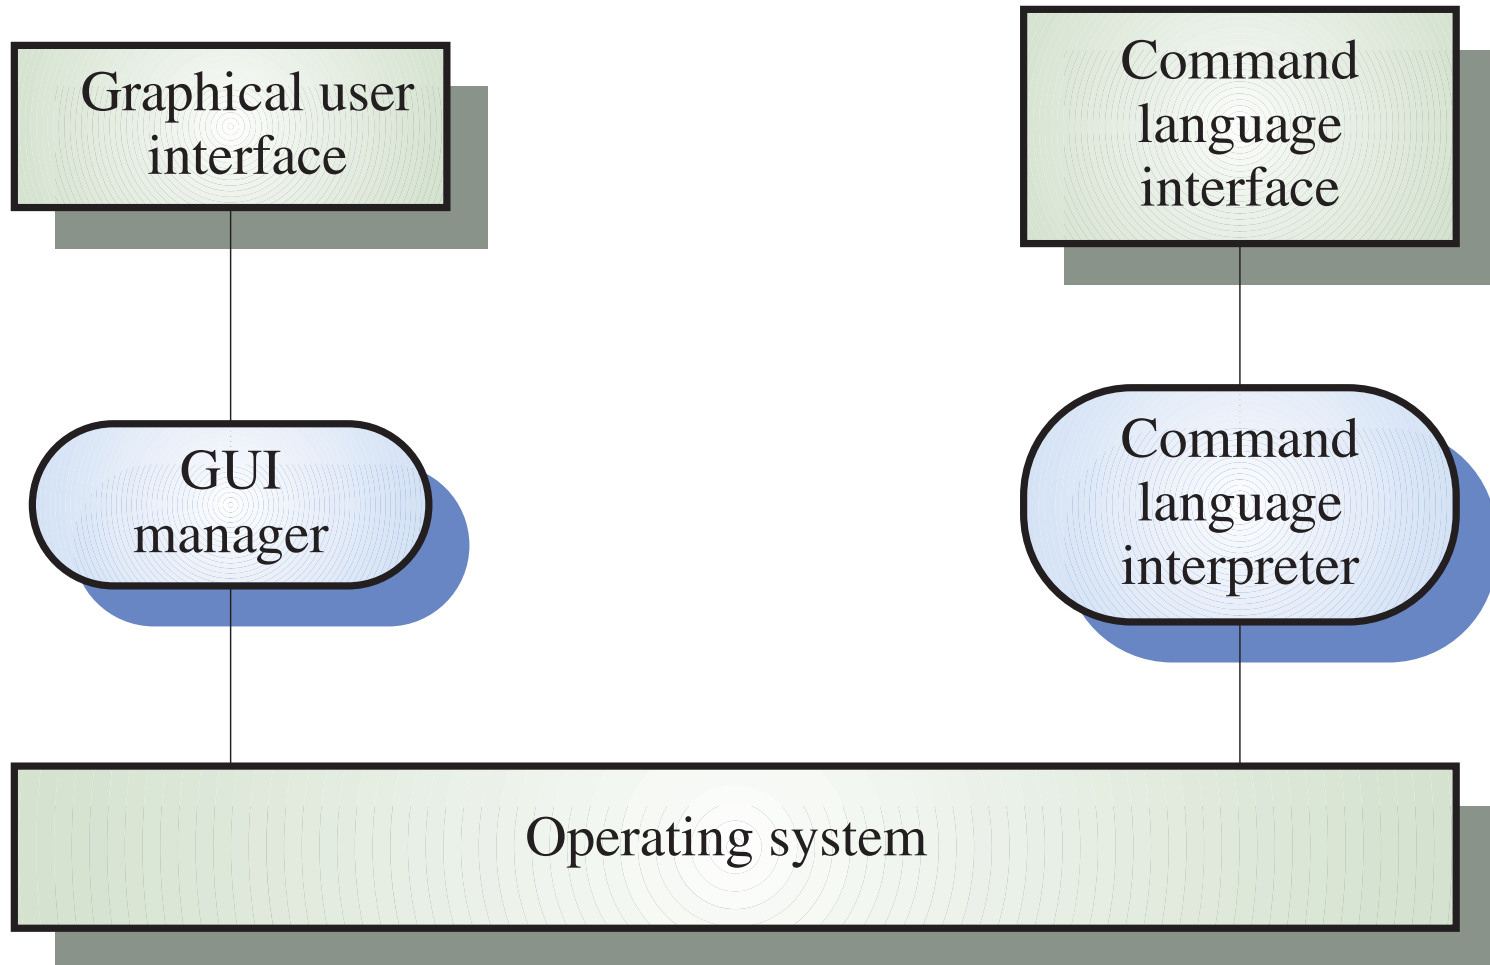 Graphical user
interface
Command
language
interface
GUI
manager
Command
language
interpreter
Operating system